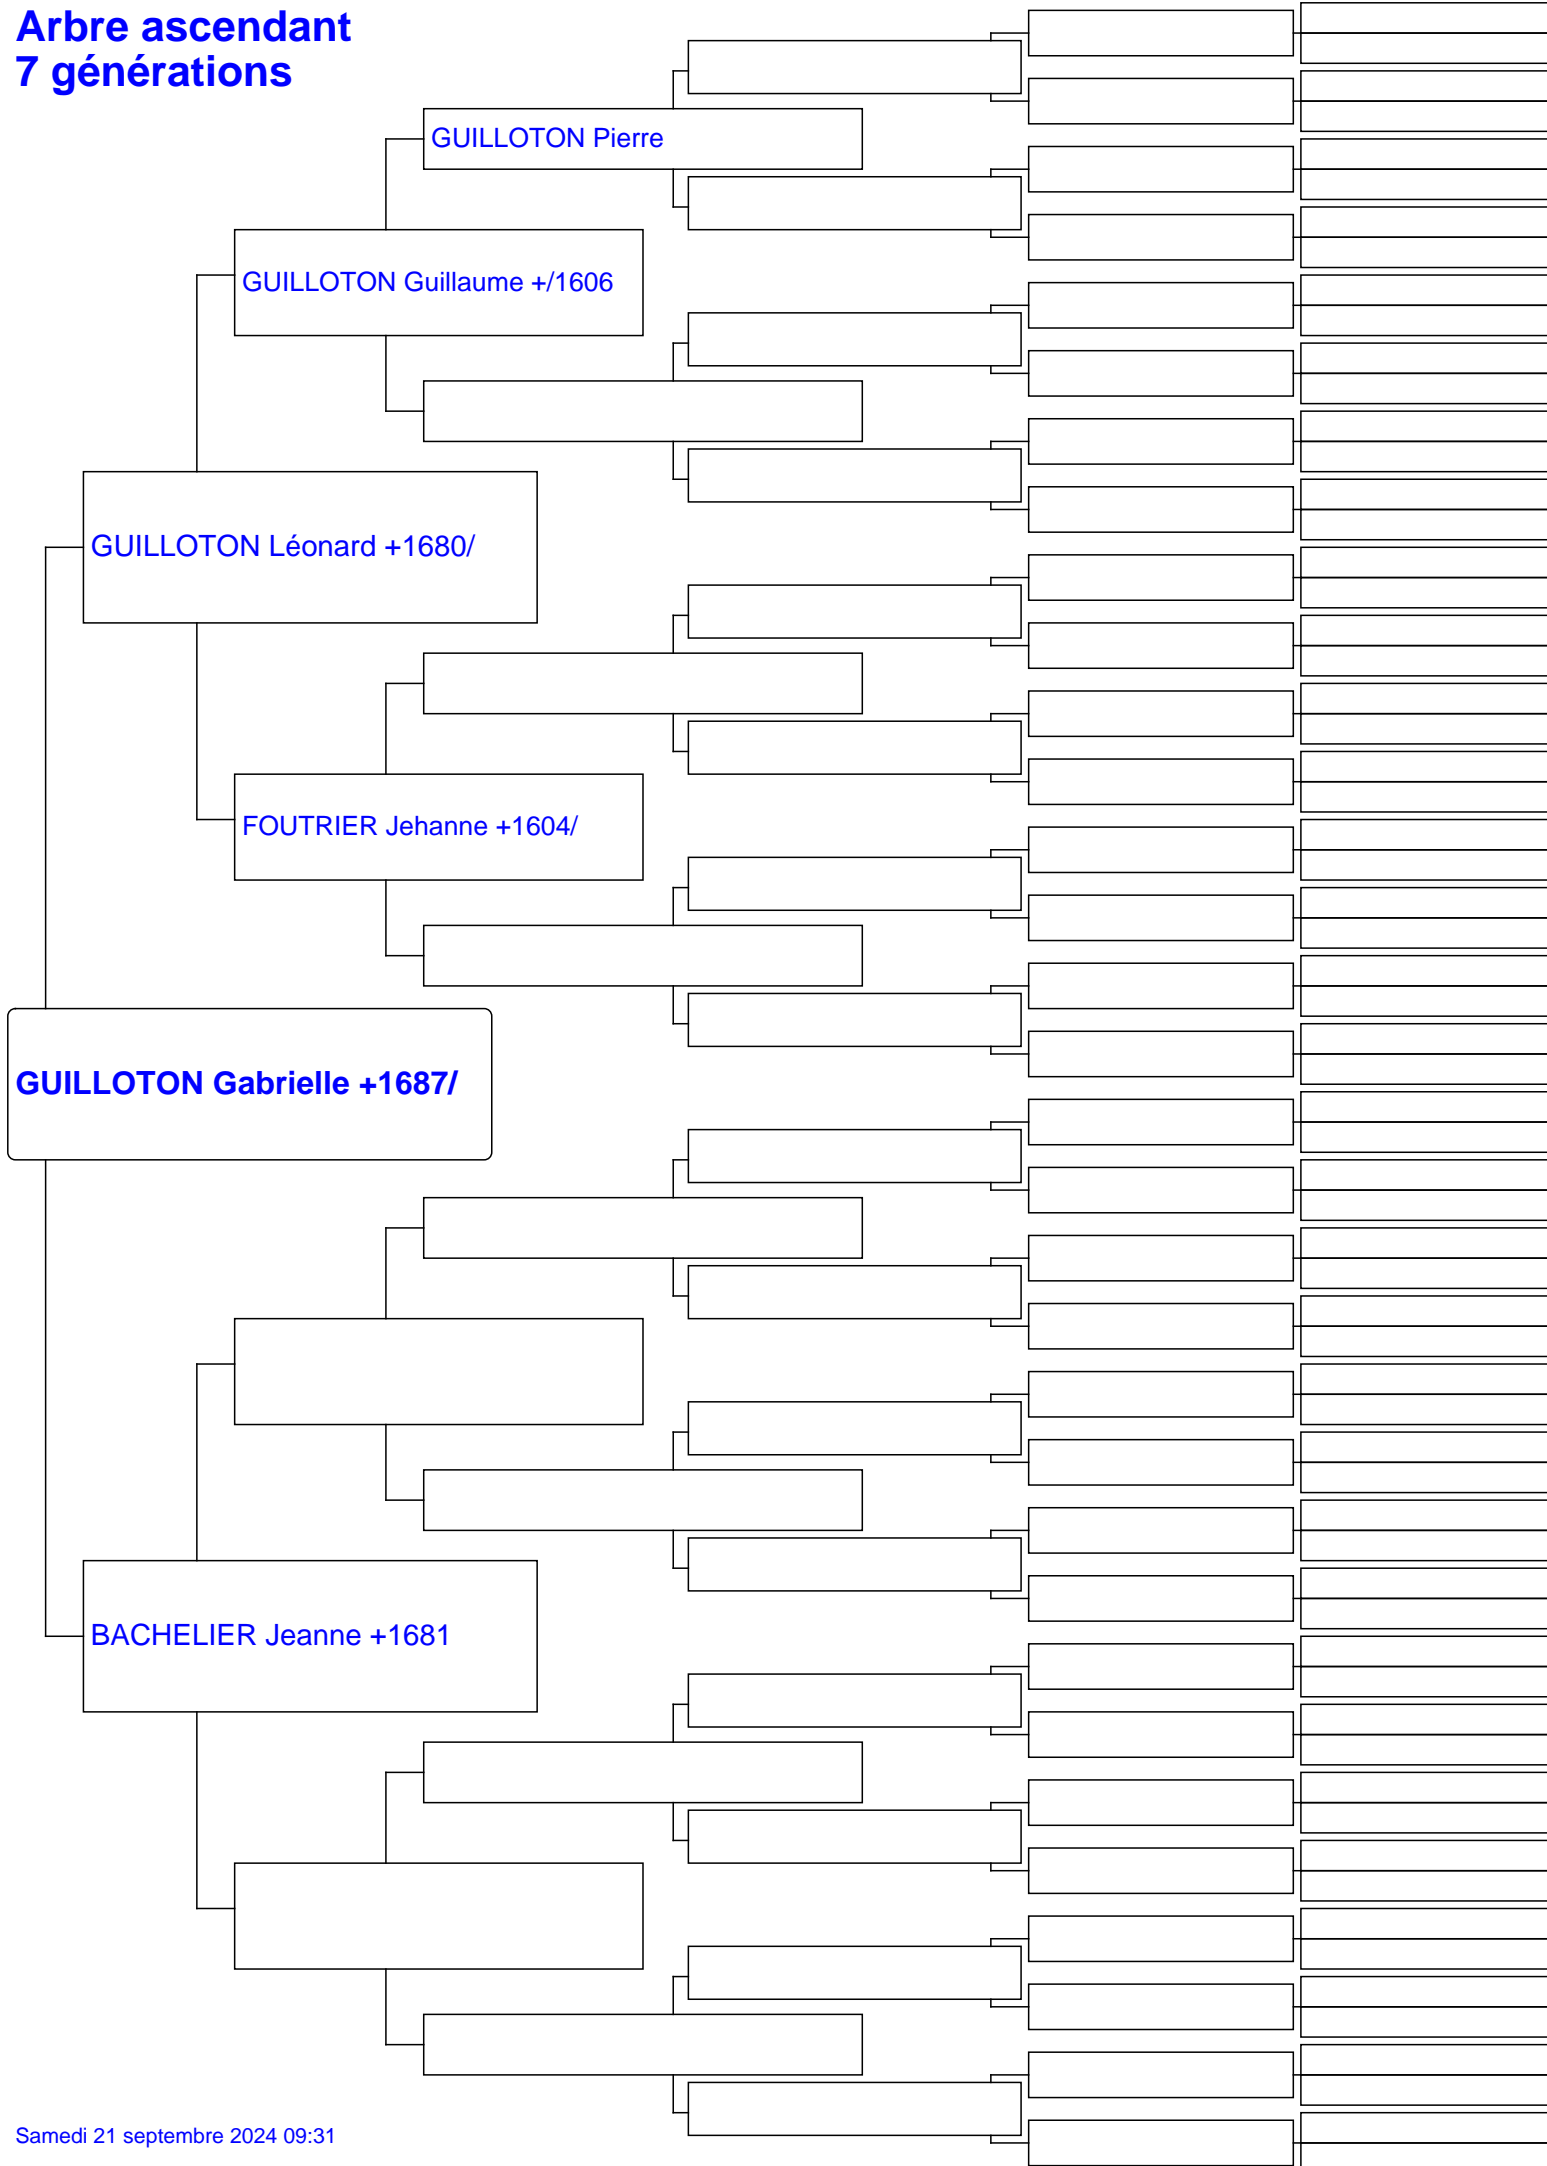 Arbre ascendant
7 générations
GUILLOTON Pierre
GUILLOTON Guillaume +/1606
GUILLOTON Léonard +1680/
FOUTRIER Jehanne +1604/
GUILLOTON Gabrielle +1687/
BACHELIER Jeanne +1681
Samedi 21 septembre 2024 09:31